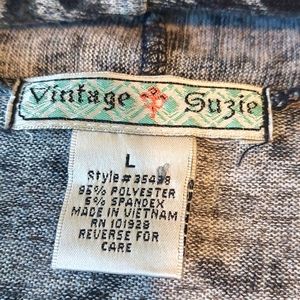 Vintage Suzie
L
Style # 35438
95% POLYESTER
5% SPANDEX
MADE IN VIETNAM
RN 101928
REVERSE FOR
CARE